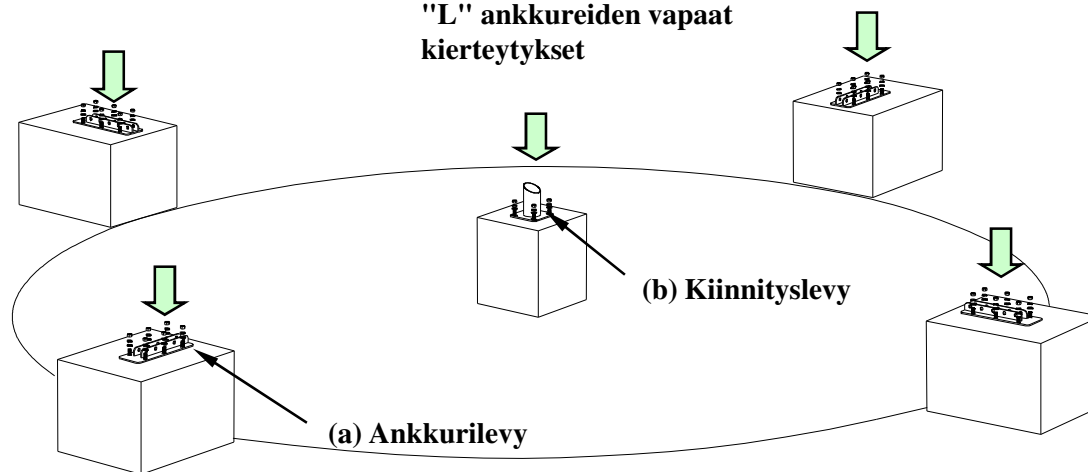 "L" ankkureiden vapaat
kierteytykset
(b) Kiinnityslevy
(a) Ankkurilevy